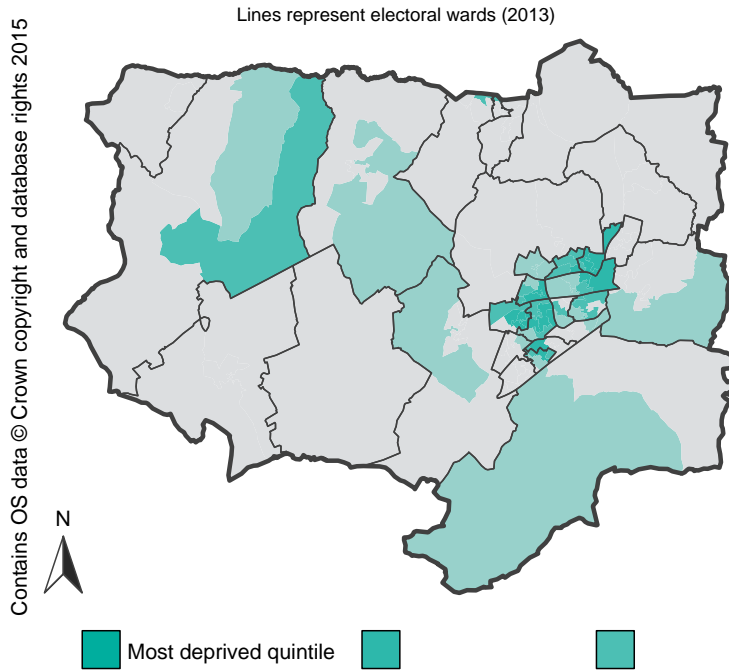 Lines represent electoral wards (2013)
Contains OS data © Crown copyright and database rights 2015
N
Most deprived quintile